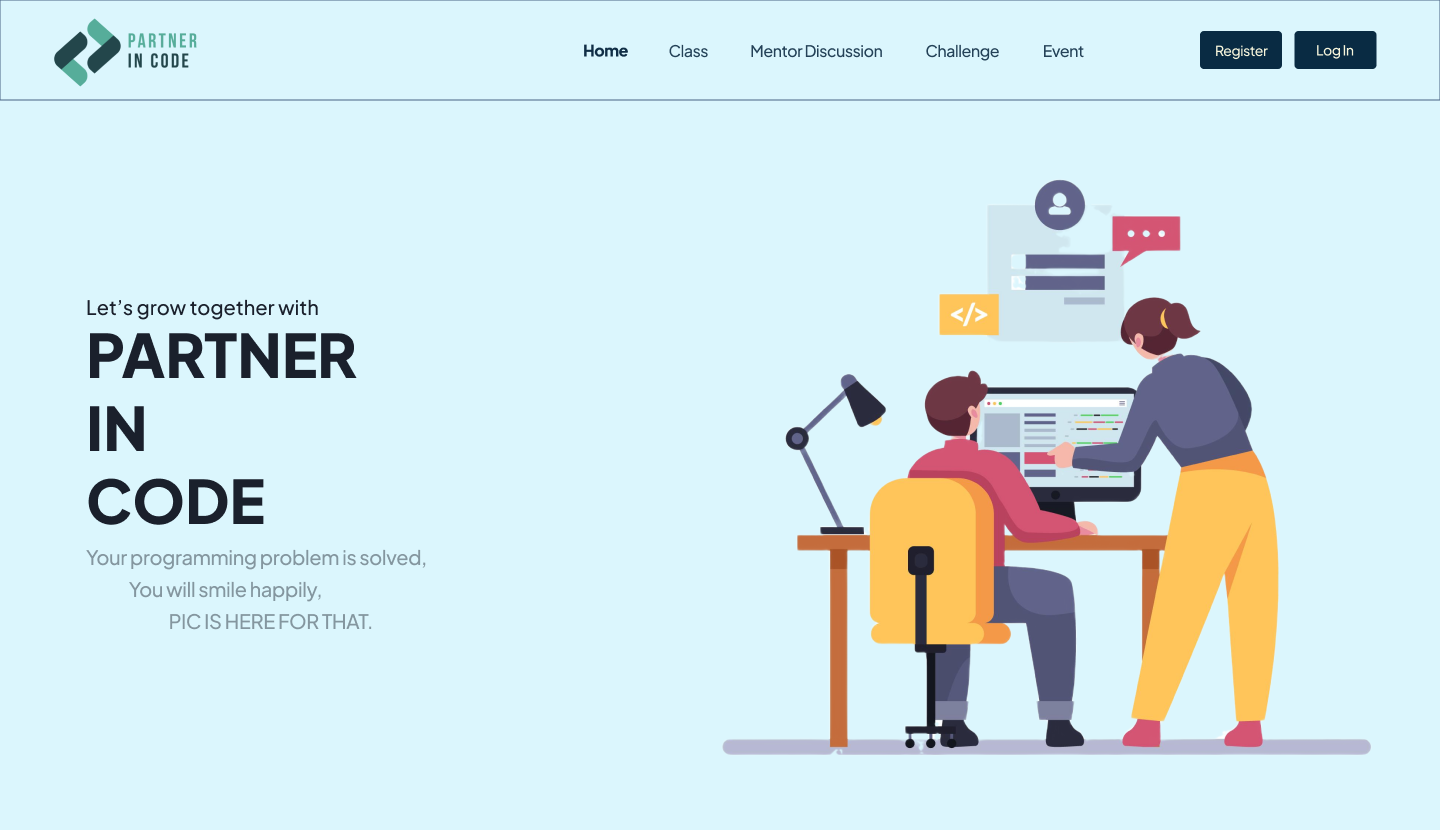 PARTNER
IN CODE
Home Class Mentor Discussion Challenge Event Register Log In
Let’s grow together with
PARTNER
IN
CODE
Your programming problem is solved,
You will smile happily,
PIC IS HERE FOR THAT.
</>